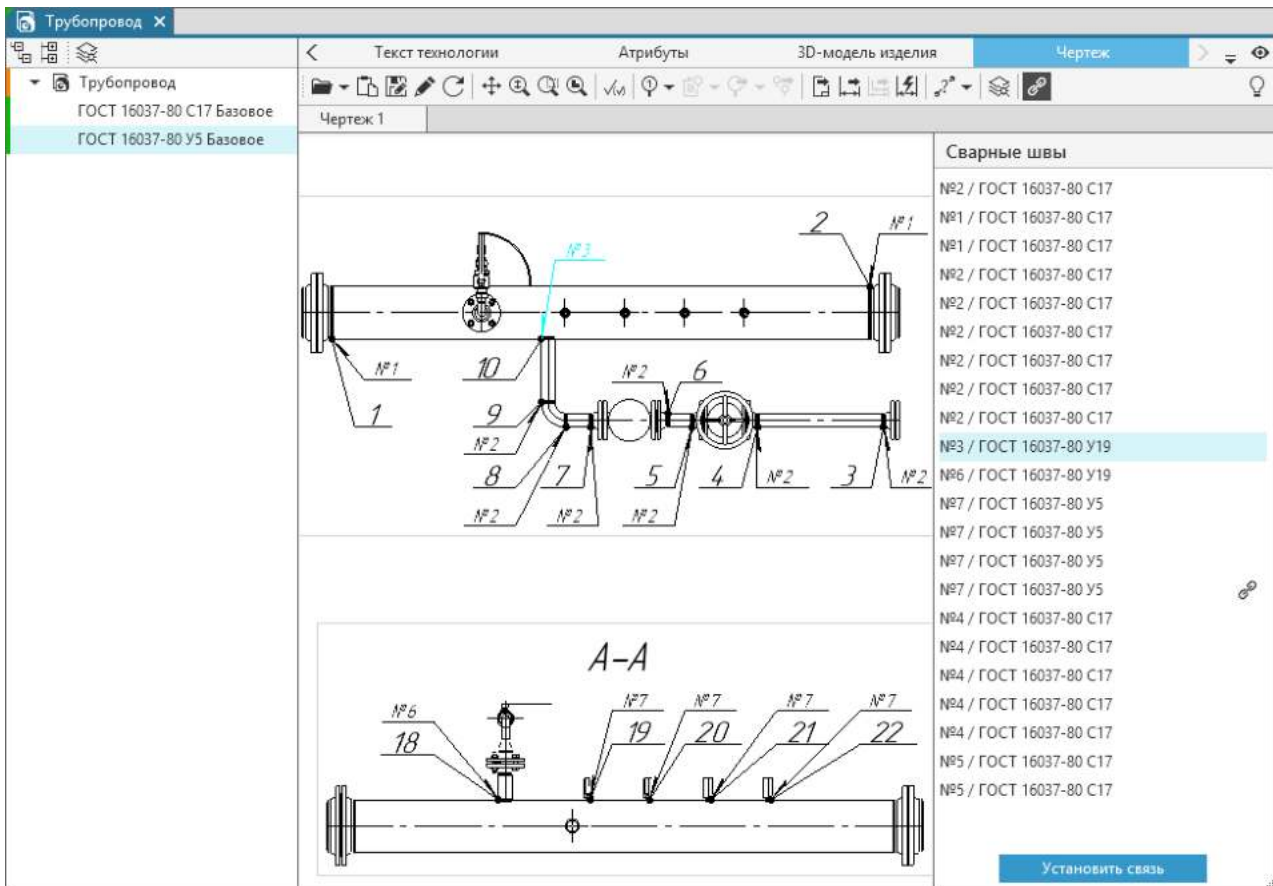 Трубопровод
Текст технологии
Атрибуты
3D-модель изделия
Чертеж
Трубопровод
ГОСТ 16037-80 С17 Базовое
ГОСТ 16037-80 У5 Базовое
Чертеж 1
№3
2
№1
№1
10
№2
6
1
9
№2
8
7
5
4
№2
3
№2
№2
№2
№2
А-А
№6
18
№7
19
№7
20
№7
21
№7
22
Сварные швы
№2 / ГОСТ 16037-80 С17
№1 / ГОСТ 16037-80 С17
№1 / ГОСТ 16037-80 С17
№2 / ГОСТ 16037-80 С17
№2 / ГОСТ 16037-80 С17
№2 / ГОСТ 16037-80 С17
№2 / ГОСТ 16037-80 С17
№2 / ГОСТ 16037-80 С17
№2 / ГОСТ 16037-80 С17
№3 / ГОСТ 16037-80 У19
№6 / ГОСТ 16037-80 У19
№7 / ГОСТ 16037-80 У5
№7 / ГОСТ 16037-80 У5
№7 / ГОСТ 16037-80 У5
№7 / ГОСТ 16037-80 У5
№4 / ГОСТ 16037-80 С17
№4 / ГОСТ 16037-80 С17
№4 / ГОСТ 16037-80 С17
№4 / ГОСТ 16037-80 С17
№4 / ГОСТ 16037-80 С17
№5 / ГОСТ 16037-80 С17
№5 / ГОСТ 16037-80 С17
Установить связь